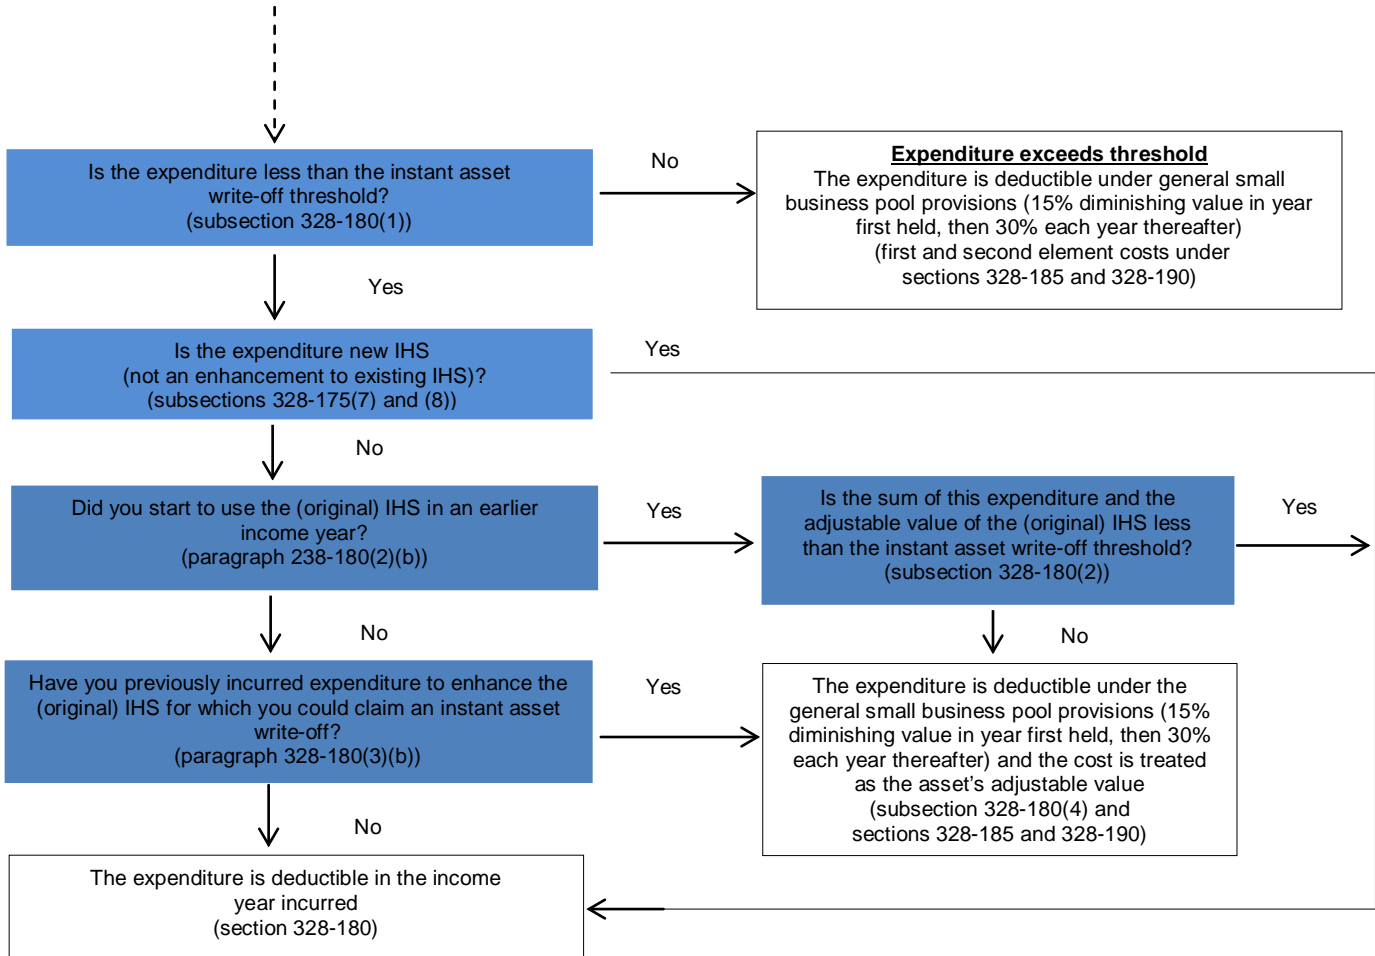 Is the expenditure less than the instant asset
write-off threshold?
(subsection 328-180(1))
No
Expenditure exceeds threshold
The expenditure is deductible under general small
business pool provisions (15% diminishing value in year
first held, then 30% each year thereafter)
(first and second element costs under
sections 328-185 and 328-190)
Yes
Is the expenditure new IHS
(not an enhancement to existing IHS)?
(subsections 328-175(7) and (8))
Yes
No
Did you start to use the (original) IHS in an earlier
income year?
(paragraph 238-180(2)(b))
Yes
Is the sum of this expenditure and the
adjustable value of the (original) IHS less
than the instant asset write-off threshold?
(subsection 328-180(2))
Yes
No
No
Have you previously incurred expenditure to enhance the
(original) IHS for which you could claim an instant asset
write-off?
(paragraph 328-180(3)(b))
Yes
The expenditure is deductible under the
general small business pool provisions (15%
diminishing value in year first held, then 30%
each year thereafter) and the cost is treated
as the asset's adjustable value
(subsection 328-180(4) and
sections 328-185 and 328-190)
No
The expenditure is deductible in the income
year incurred
(section 328-180)